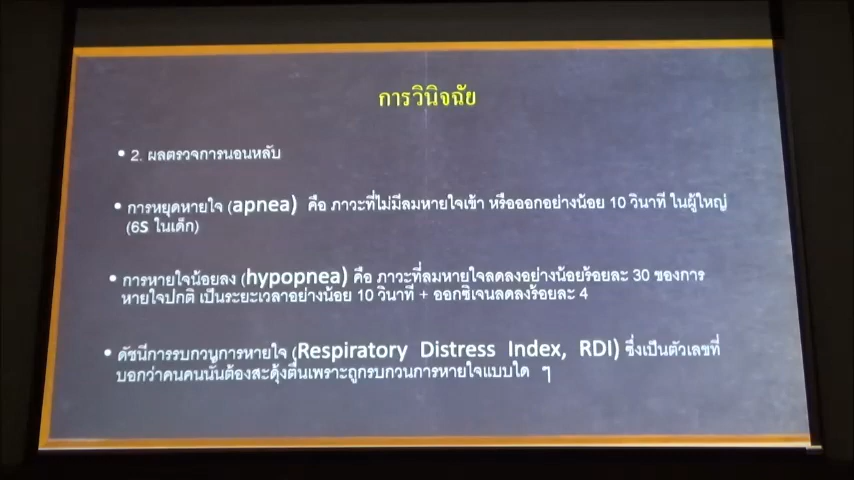 การวินิจฉัย
• 2. ผลตรวจการนอนหลับ
• การหยุดหายใจ (apnea) คือ ภาวะที่ไม่มีลมหายใจเข้า หรือออกอย่างน้อย 10 วินาที ในผู้ใหญ่
(6S ในเด็ก)
• การหายใจน้อยลง (hypopnea) คือ ภาวะที่ลมหายใจลดลงอย่างน้อยร้อยละ 30 ของการ
หายใจปกติ เป็นระยะเวลาอย่างน้อย 10 วินาที + ออกซิเจนลดลงร้อยละ 4
• ดัชนีการรบกวนการหายใจ (Respiratory Distress Index, RDI) ซึ่งเป็นตัวเลขที่
บอกว่าคนคนนั้นต้องสะดุ้งตื่นเพราะถูกรบกวนการหายใจแบบใด ๆ